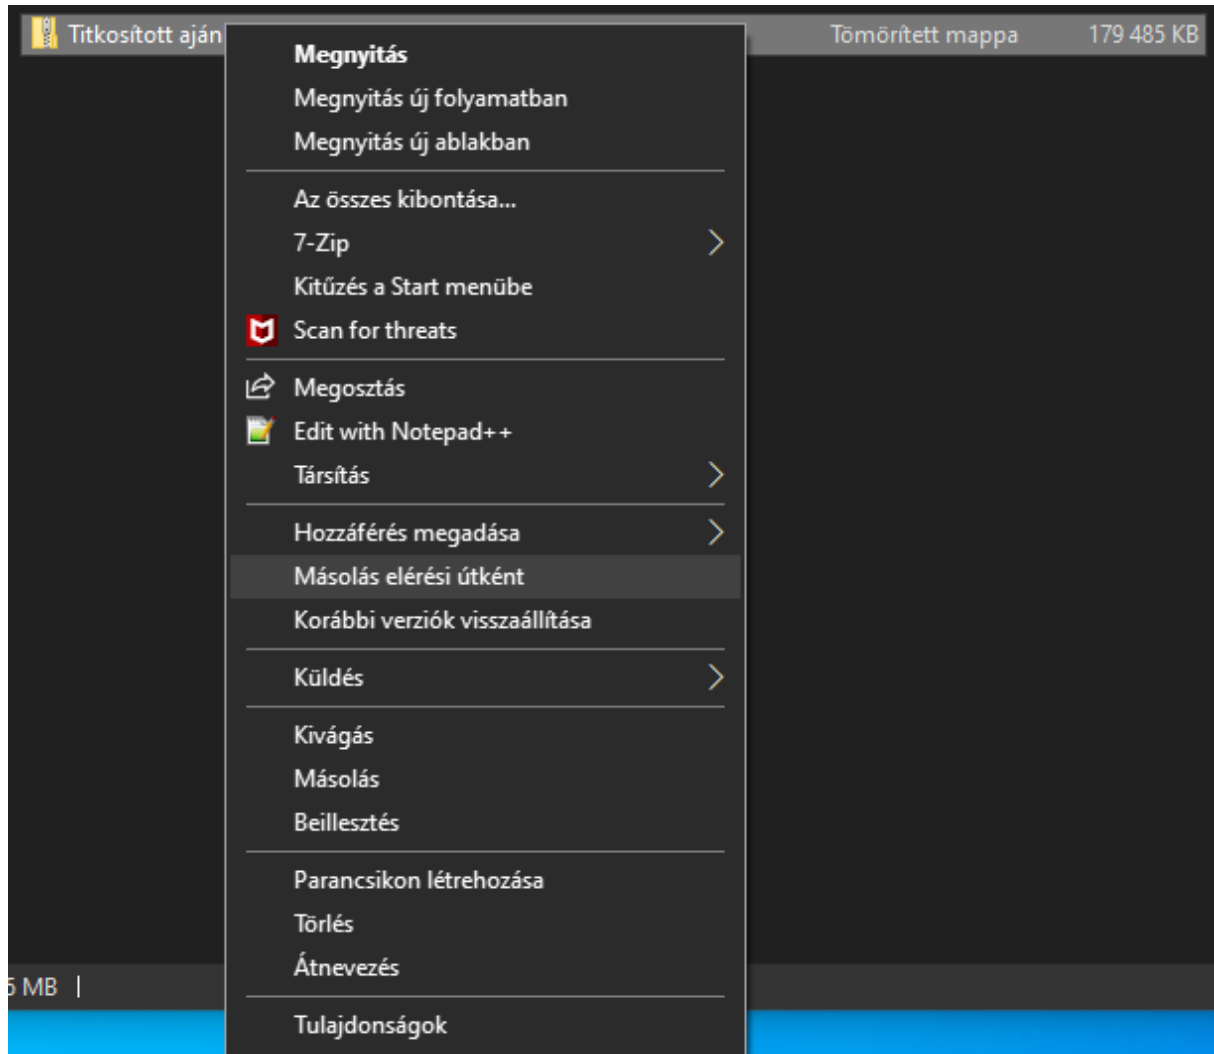 Titkosított aján Tömörített mappa 179 485 KB
Megnyitás
Megnyitás új folyamatban
Megnyitás új ablakban
Az összes kibontása...
7-Zip
Kitűzés a Start menübe
Scan for threats
Megosztás
Edit with Notepad++
Társítás
Hozzáférés megadása
Másolás elérési útként
Korábbi verziók visszaállítása
Küldés
Kivágás
Másolás
Beillesztés
Parancsikon létrehozása
Törlés
Átnevezés
MB
Tulajdonságok